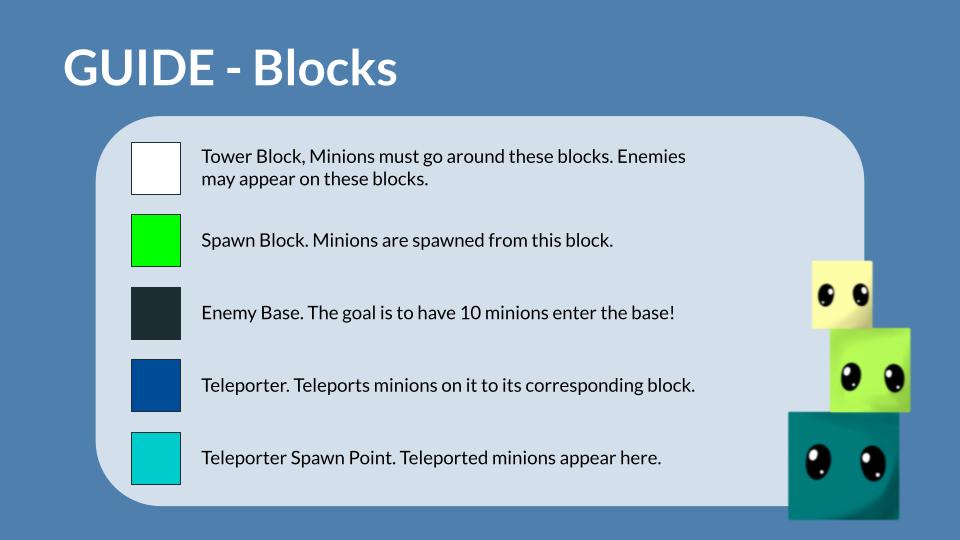 GUIDE - Blocks
Tower Block, Minions must go around these blocks. Enemies
may appear on these blocks.
Spawn Block. Minions are spawned from this block.
Enemy Base. The goal is to have 10 minions enter the base!
Teleporter. Teleports minions on it to its corresponding block.
Teleporter Spawn Point. Teleported minions appear here.